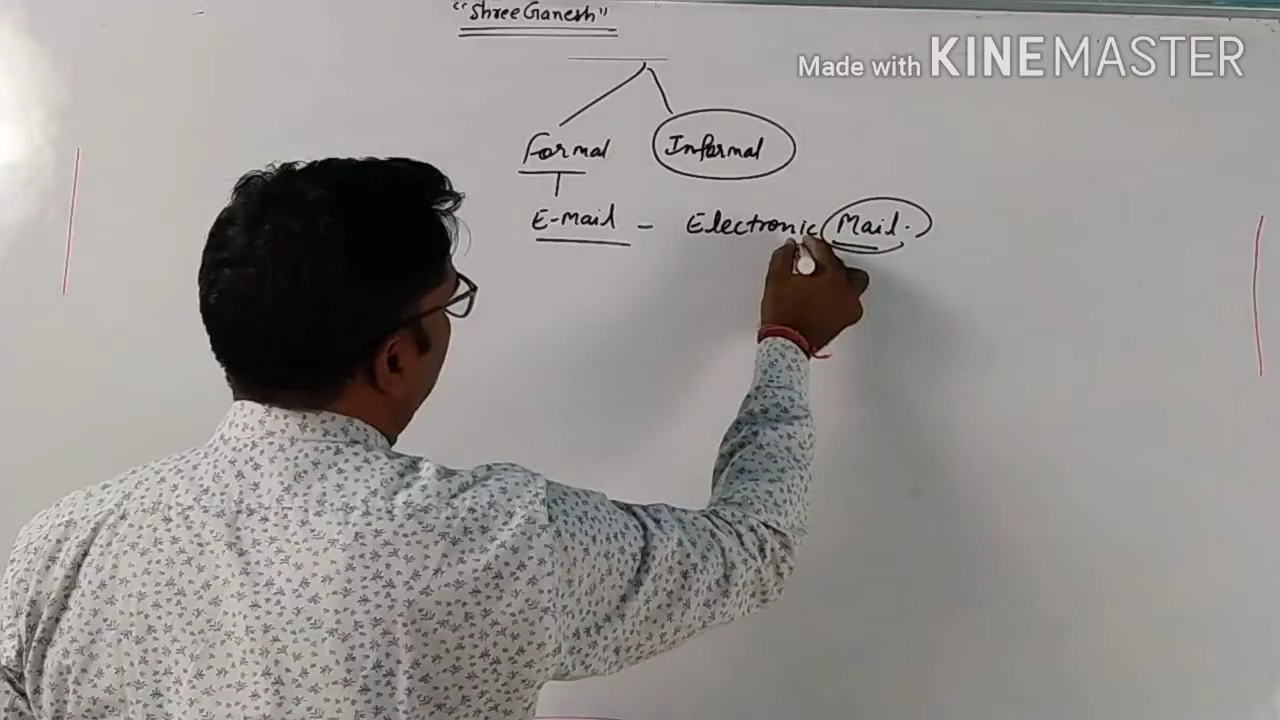 "Shree Ganesh"
Made with KINEMASTER
Formal Informal
E-mail - Electronic Mail.